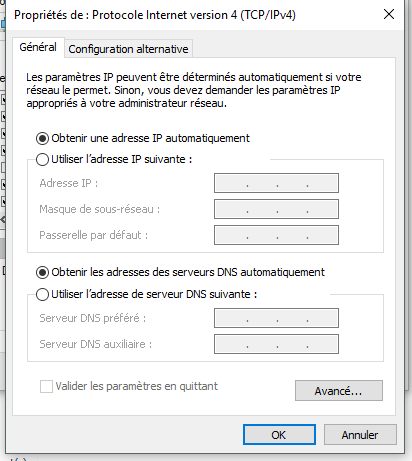 Propriétés de : Protocole Internet version 4 (TCP/IPv4)
Général
Configuration alternative
Les paramètres IP peuvent être déterminés automatiquement si votre
réseau le permet. Sinon, vous devez demander les paramètres IP
appropriés à votre administrateur réseau.
Obtenir une adresse IP automatiquement
Utiliser l'adresse IP suivante :
Adresse IP :
Masque de sous-réseau :
Passerelle par défaut :
Obtenir les adresses des serveurs DNS automatiquement
Utiliser l'adresse de serveur DNS suivante :
Serveur DNS préféré :
Serveur DNS auxiliaire :
Valider les paramètres en quittant
Avancé...
OK
Annuler